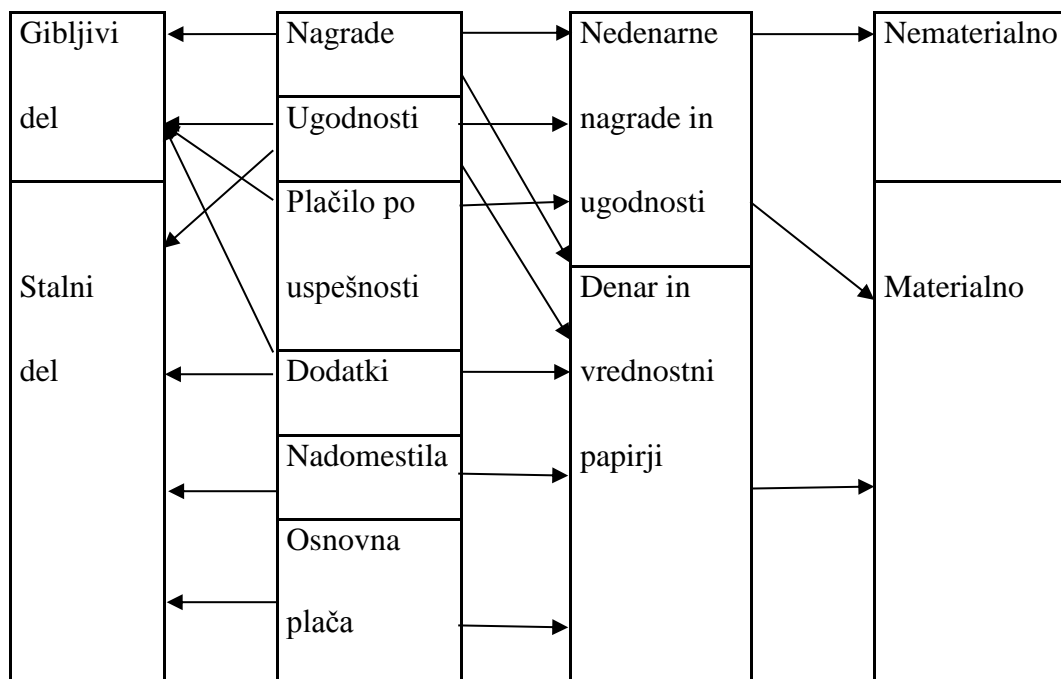 Gibljivi
del
Stalni
del
Nagrade
Ugodnosti
Plačilo po
uspešnosti
Dodatki
Nadomestila
Osnovna
plača
Nedenarne
nagrade in
ugodnosti
Denar in
vrednostni
papirji
Nematerialno
Materialno